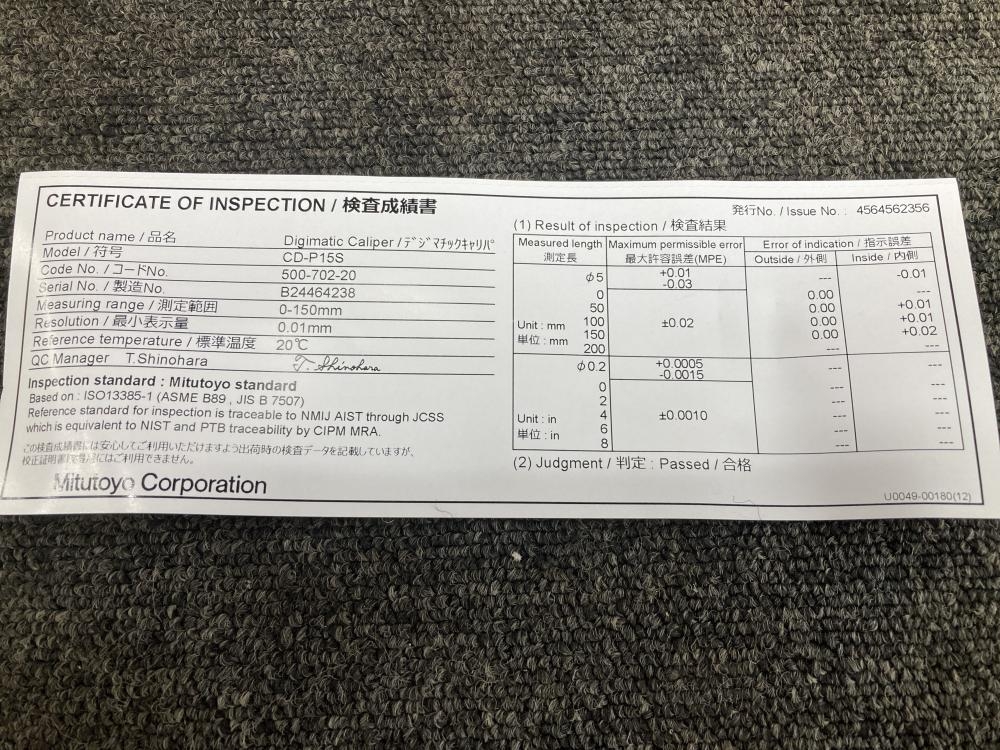 CERTIFICATE OF INSPECTION / 検査成績書
Product name / 品名 Digimatic Caliper / デジマチックキャリパ
Model / 符号 CD-P15S
Code No. / コードNo. 500-702-20
Serial No. / 製造No. B24464238
Measuring range / 測定範囲 0-150mm
Resolution / 最小表示量 0.01mm
Reference temperature / 標準温度 20℃
QC Manager T.Shinohara T. Shinohara
Inspection standard : Mitutoyo standard
Based on : ISO13385-1 (ASME B89 , JIS B 7507)
Reference standard for inspection is traceable to NMIJ AIST through JCSS
which is equivalent to NIST and PTB traceability by CIPM MRA.
この検査成績書には安心してご利用いただけますよう出荷時の検査データを記載していますが、
校正証明書にはご利用できません。
Mitutoyo Corporation
発行No. / Issue No. : 4564562356
(1) Result of inspection / 検査結果
Measured length Maximum permissible error Error of indication / 指示誤差
測定長 最大許容誤差(MPE) Outside / 外側 Inside / 内側
φ5 +0.01 --- -0.01
-0.03
0 0.00 ---
50 0.00 +0.01
Unit : mm 100 ±0.02 0.00 +0.01
単位 : mm 150 0.00 +0.02
200 --- ---
φ0.2 +0.0005 --- ---
-0.0015
0 --- ---
2 --- ---
Unit : in 4 ±0.0010 --- ---
単位 : in 6 --- ---
8 --- ---
(2) Judgment / 判定 : Passed / 合格
U0049-00180(12)